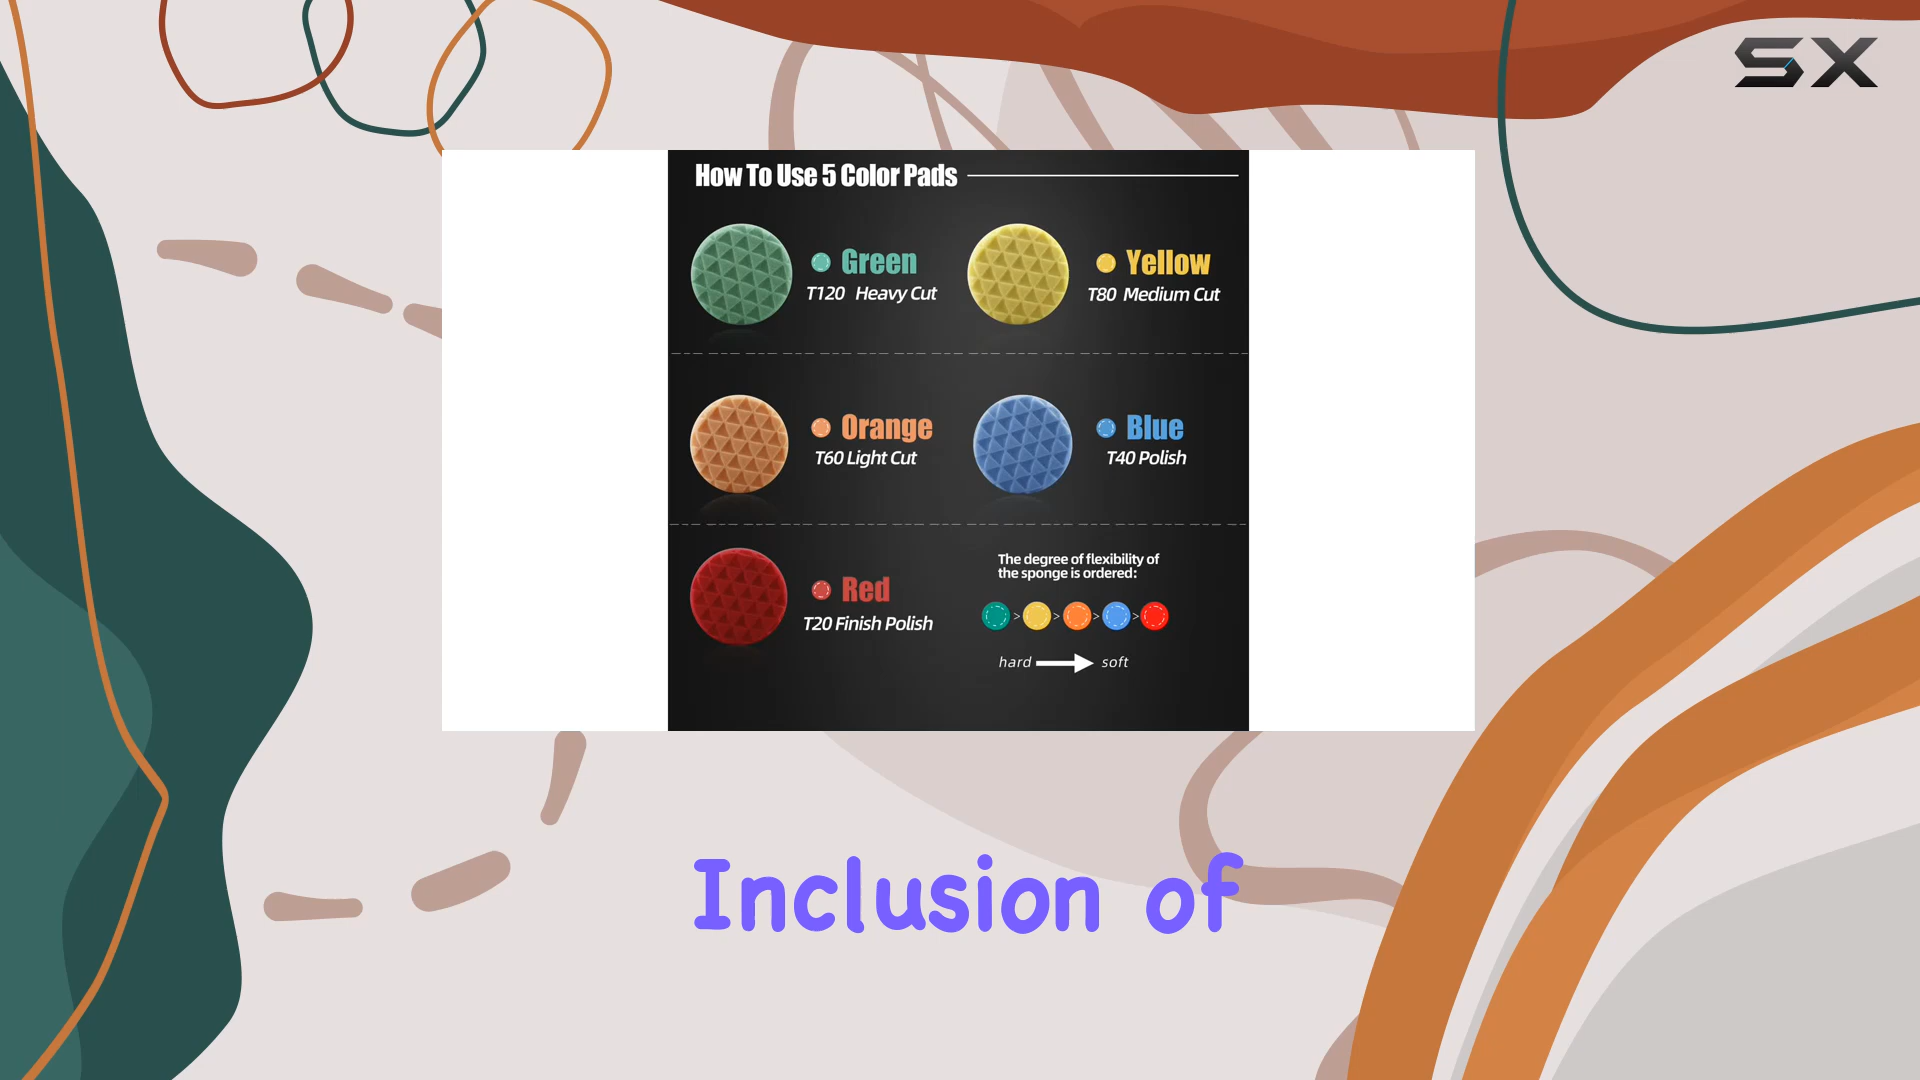 SX
How To Use 5 Color Pads
Green
T120 Heavy Cut
Yellow
T80 Medium Cut
Orange
T60 Light Cut
Blue
T40 Polish
Red
T20 Finish Polish
The degree of flexibility of
the sponge is ordered:
> > > >
hard soft
Inclusion of